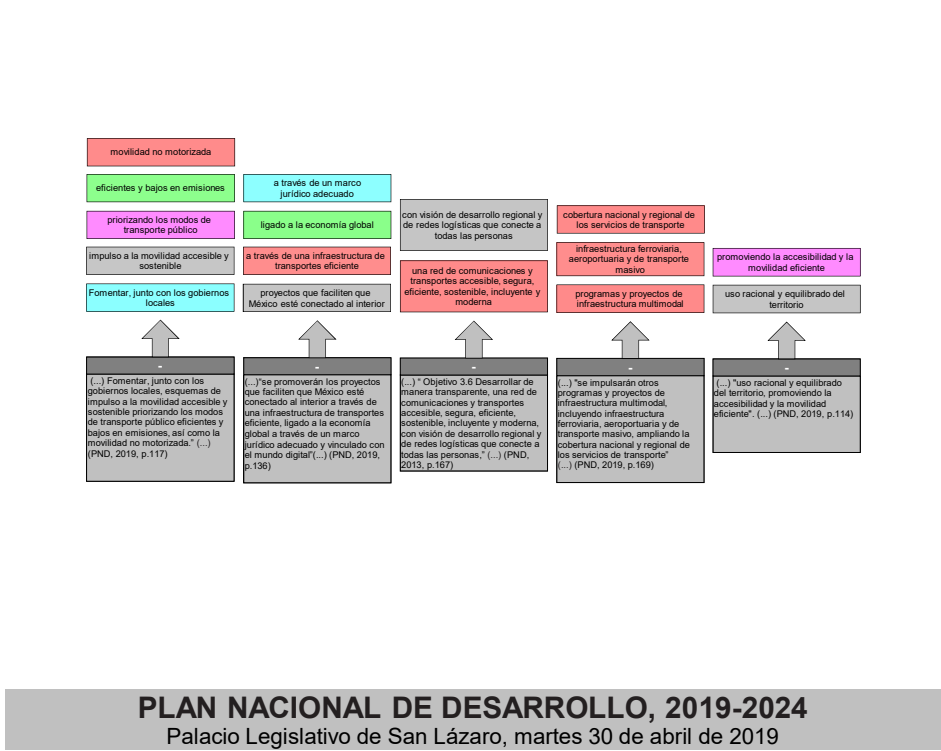 movilidad no motorizada
eficientes y bajos en emisiones
priorizando los modos de
transporte público
impulso a la movilidad accesible y
sostenible
Fomentar, junto con los gobiernos
locales
-
(...) Fomentar, junto con los
gobiernos locales, esquemas de
impulso a la movilidad accesible y
sostenible priorizando los modos
de transporte público eficientes y
bajos en emisiones, así como la
movilidad no motorizada." (...)
(PND, 2019, p.117)
a través de un marco
jurídico adecuado
ligado a la economía global
a través de una infraestructura de
transportes eficiente
proyectos que faciliten que
México esté conectado al interior
-
(...)"se promoverán los proyectos
que faciliten que México esté
conectado al interior a través de
una infraestructura de transportes
eficiente, ligado a la economía
global a través de un marco
jurídico adecuado y vinculado con
el mundo digital"(...) (PND, 2019,
p.136)
con visión de desarrollo regional y
de redes logísticas que conecte a
todas las personas
una red de comunicaciones y
transportes accesible, segura,
eficiente, sostenible, incluyente y
moderna
-
(...) " Objetivo 3.6 Desarrollar de
manera transparente, una red de
comunicaciones y transportes
accesible, segura, eficiente,
sostenible, incluyente y moderna,
con visión de desarrollo regional y
de redes logísticas que conecte a
todas las personas," (...) (PND,
2013, p.167)
cobertura nacional y regional de
los servicios de transporte
infraestructura ferroviaria,
aeroportuaria y de transporte
masivo
programas y proyectos de
infraestructura multimodal
-
(...) "se impulsarán otros
programas y proyectos de
infraestructura multimodal,
incluyendo infraestructura
ferroviaria, aeroportuaria y de
transporte masivo, ampliando la
cobertura nacional y regional de
los servicios de transporte"
(...) (PND, 2019, p.169)
promoviendo la accesibilidad y la
movilidad eficiente
uso racional y equilibrado del
territorio
-
(...) "uso racional y equilibrado
del territorio, promoviendo la
accesibilidad y la movilidad
eficiente". (...) (PND, 2019, p.114)
PLAN NACIONAL DE DESARROLLO, 2019-2024
Palacio Legislativo de San Lázaro, martes 30 de abril de 2019